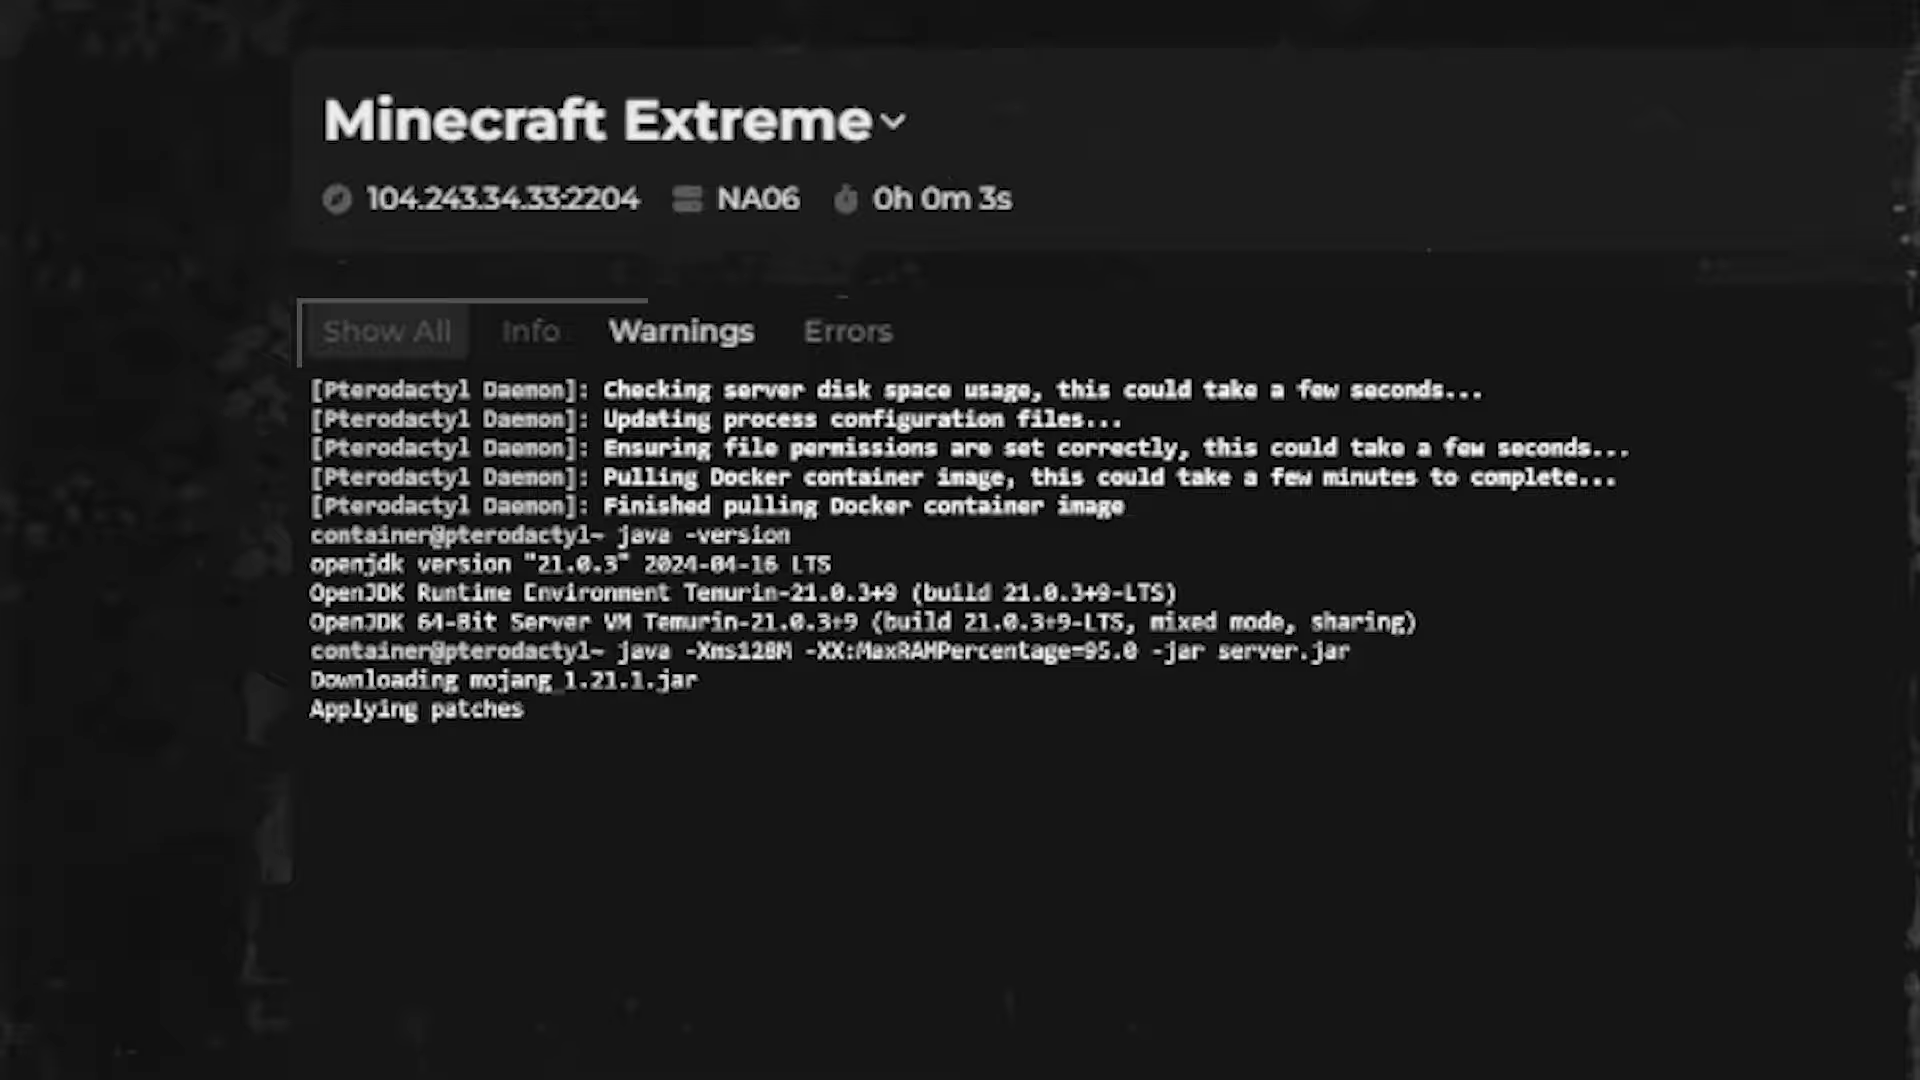 Minecraft Extreme
104.243.34.33:2204 NA06 0h 0m 3s
Show All Info Warnings Errors
[Pterodactyl Daemon]: Checking server disk space usage, this could take a few seconds...
[Pterodactyl Daemon]: Updating process configuration files...
[Pterodactyl Daemon]: Ensuring file permissions are set correctly, this could take a few seconds...
[Pterodactyl Daemon]: Pulling Docker container image, this could take a few minutes to complete...
[Pterodactyl Daemon]: Finished pulling Docker container image
container@pterodactyl~ java -version
openjdk version "21.0.3" 2024-04-16 LTS
OpenJDK Runtime Environment Temurin-21.0.3+9 (build 21.0.3+9-LTS)
OpenJDK 64-Bit Server VM Temurin-21.0.3+9 (build 21.0.3+9-LTS, mixed mode, sharing)
container@pterodactyl~ java -Xms128M -XX:MaxRAMPercentage=95.0 -jar server.jar
Downloading mojang_1.21.1.jar
Applying patches